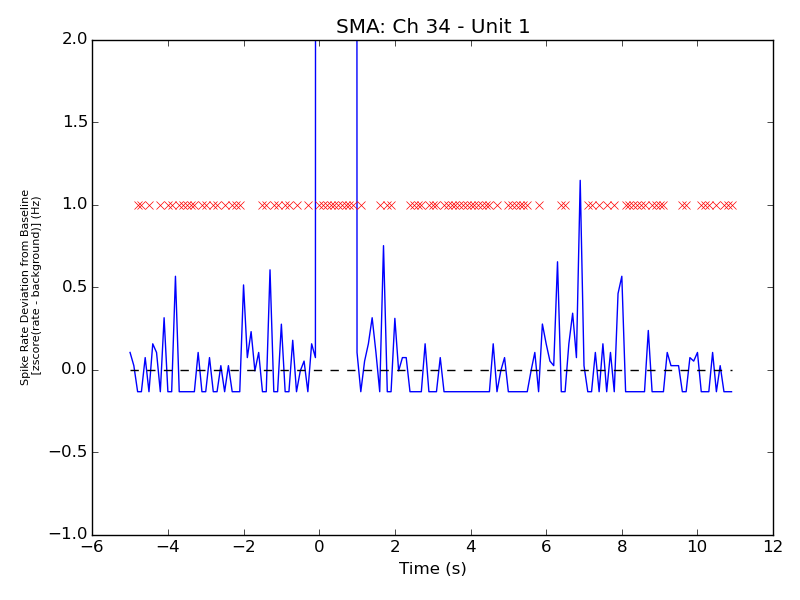 SMA: Ch 34 - Unit 1
2.0
1.5
1.0
0.5
0.0
−0.5
−1.0
Spike Rate Deviation from Baseline
[zscore(rate - background)] (Hz)
−6 −4 −2 0 2 4 6 8 10 12
Time (s)